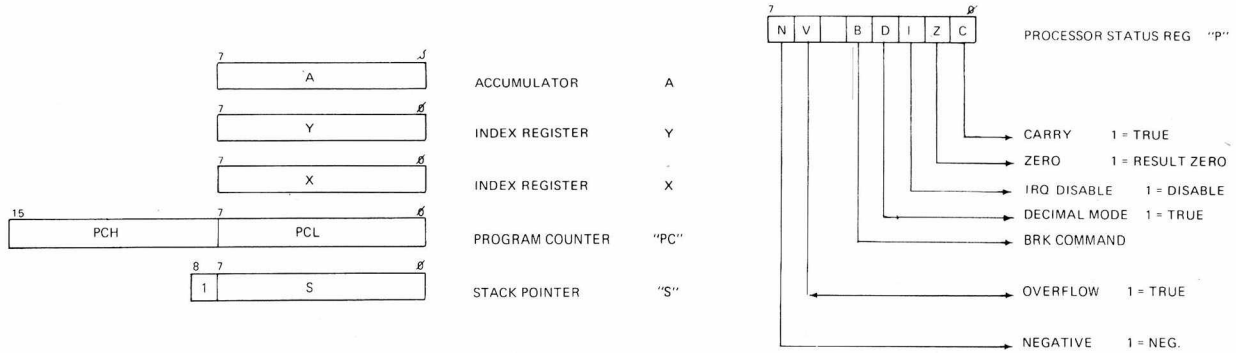 7 Ø
A
ACCUMULATOR A
7 Ø
Y
INDEX REGISTER Y
7 Ø
X
INDEX REGISTER X
15 7 Ø
PCH PCL
PROGRAM COUNTER "PC"
8 7 Ø
1 S
STACK POINTER "S"
7 Ø
N V B D I Z C
PROCESSOR STATUS REG "P"
CARRY 1 = TRUE
ZERO 1 = RESULT ZERO
IRQ DISABLE 1 = DISABLE
DECIMAL MODE 1 = TRUE
BRK COMMAND
OVERFLOW 1 = TRUE
NEGATIVE 1 = NEG.